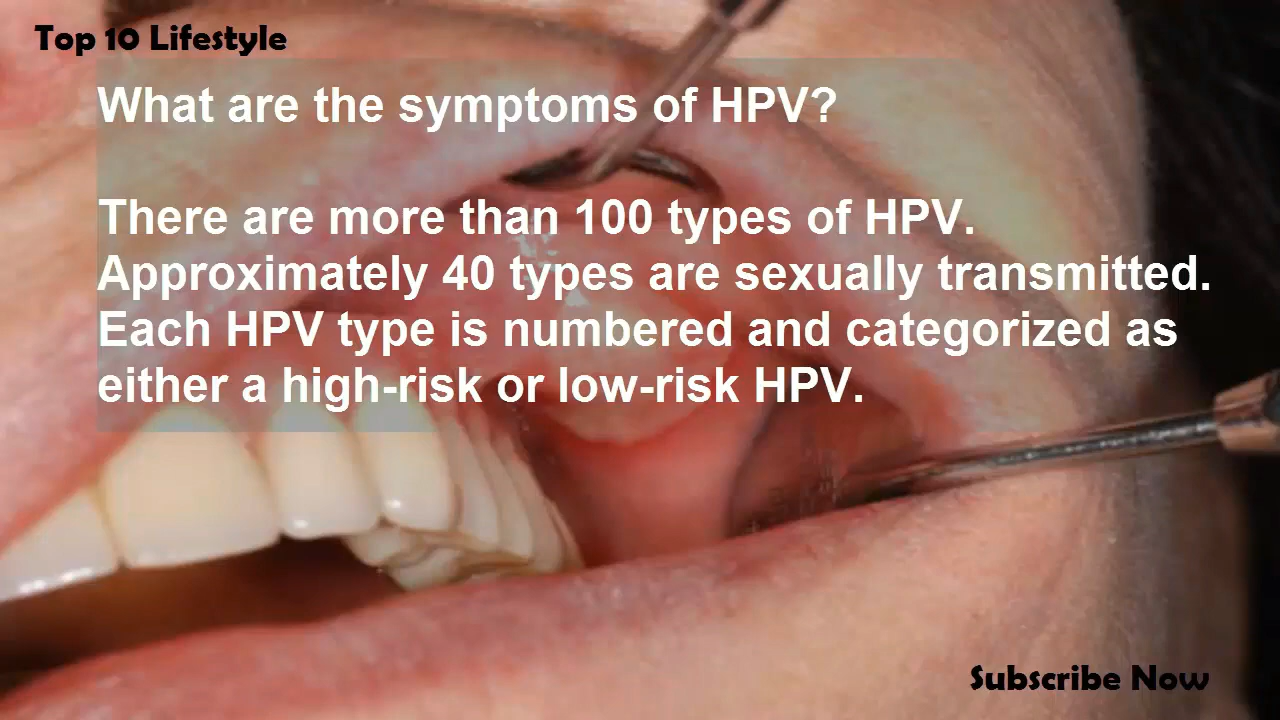 Top 10 Lifestyle
What are the symptoms of HPV?
There are more than 100 types of HPV.
Approximately 40 types are sexually transmitted.
Each HPV type is numbered and categorized as
either a high-risk or low-risk HPV.
Subscribe Now